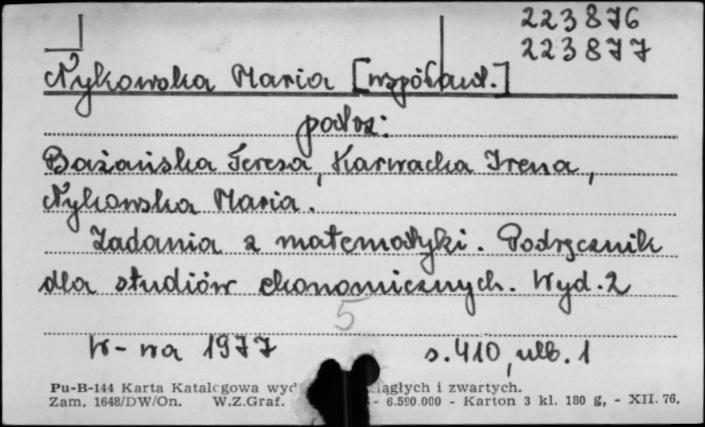 223876
223877
Nykowska Maria [współaut.]
patrz:
Bażańska Teresa, Karwacka Irena,
Nykowska Maria.
Zadania z matematyki. Podręcznik
dla studiów ekonomicznych. Wyd. 2
5
W-wa 1977 s. 410, nlb. 1
Pu-B-144 Karta Katalogowa wyd ciągłych i zwartych.
Zam. 1648/DW/On. W.Z.Graf. - 6.590.000 - Karton 3 kl. 180 g, - XII. 76.